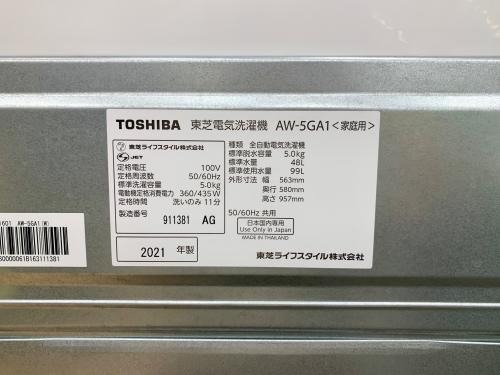 TOSHIBA 東芝電気洗濯機 AW-5GA1<家庭用>
東芝ライフスタイル株式会社
JET
定格電圧 100V
定格周波数 50/60Hz
標準洗濯容量 5.0kg
電動機定格消費電力 360/435W
定格時間 洗いのみ 11分
製造番号 911381 AG
2021 年製
種類 全自動電気洗濯機
標準脱水容量 5.0kg
標準水量 48L
標準使用水量 99L
外形寸法 幅 563mm
奥行 580mm
高さ 957mm
50/60Hz 共用
日本国内専用
Use Only In Japan
MADE IN THAILAND
東芝ライフスタイル株式会社
1601 AW-5GA1(W)
0000061B163111381